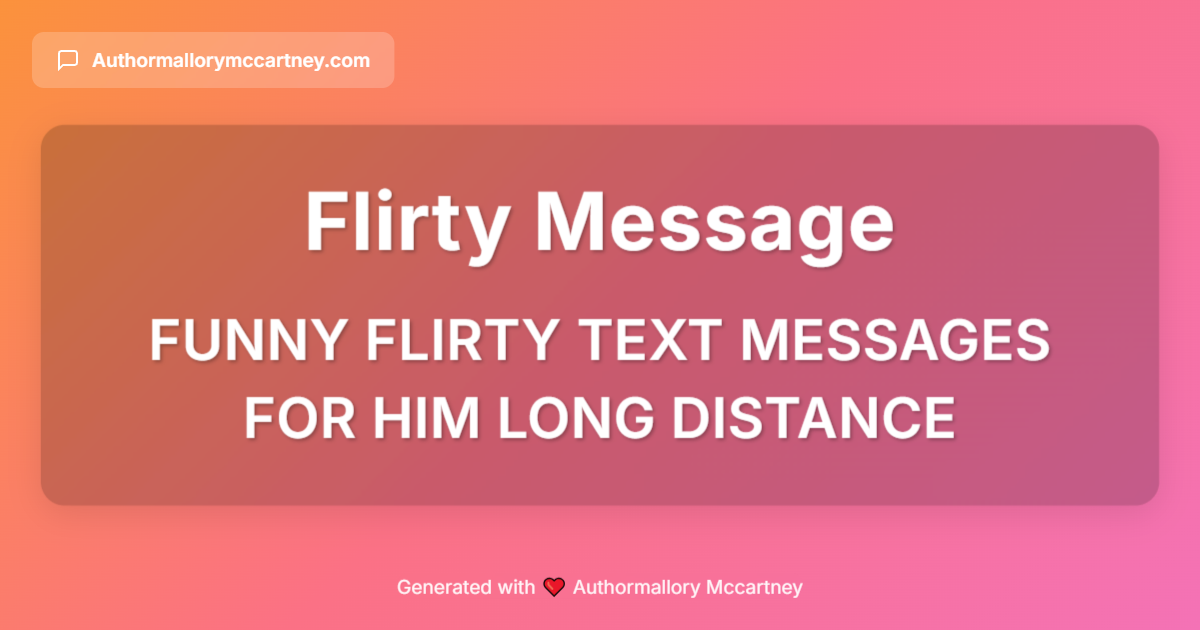 Authormallorymccartney.com
Flirty Message
FUNNY FLIRTY TEXT MESSAGES
FOR HIM LONG DISTANCE
Generated with ❤️ Authormallory Mccartney